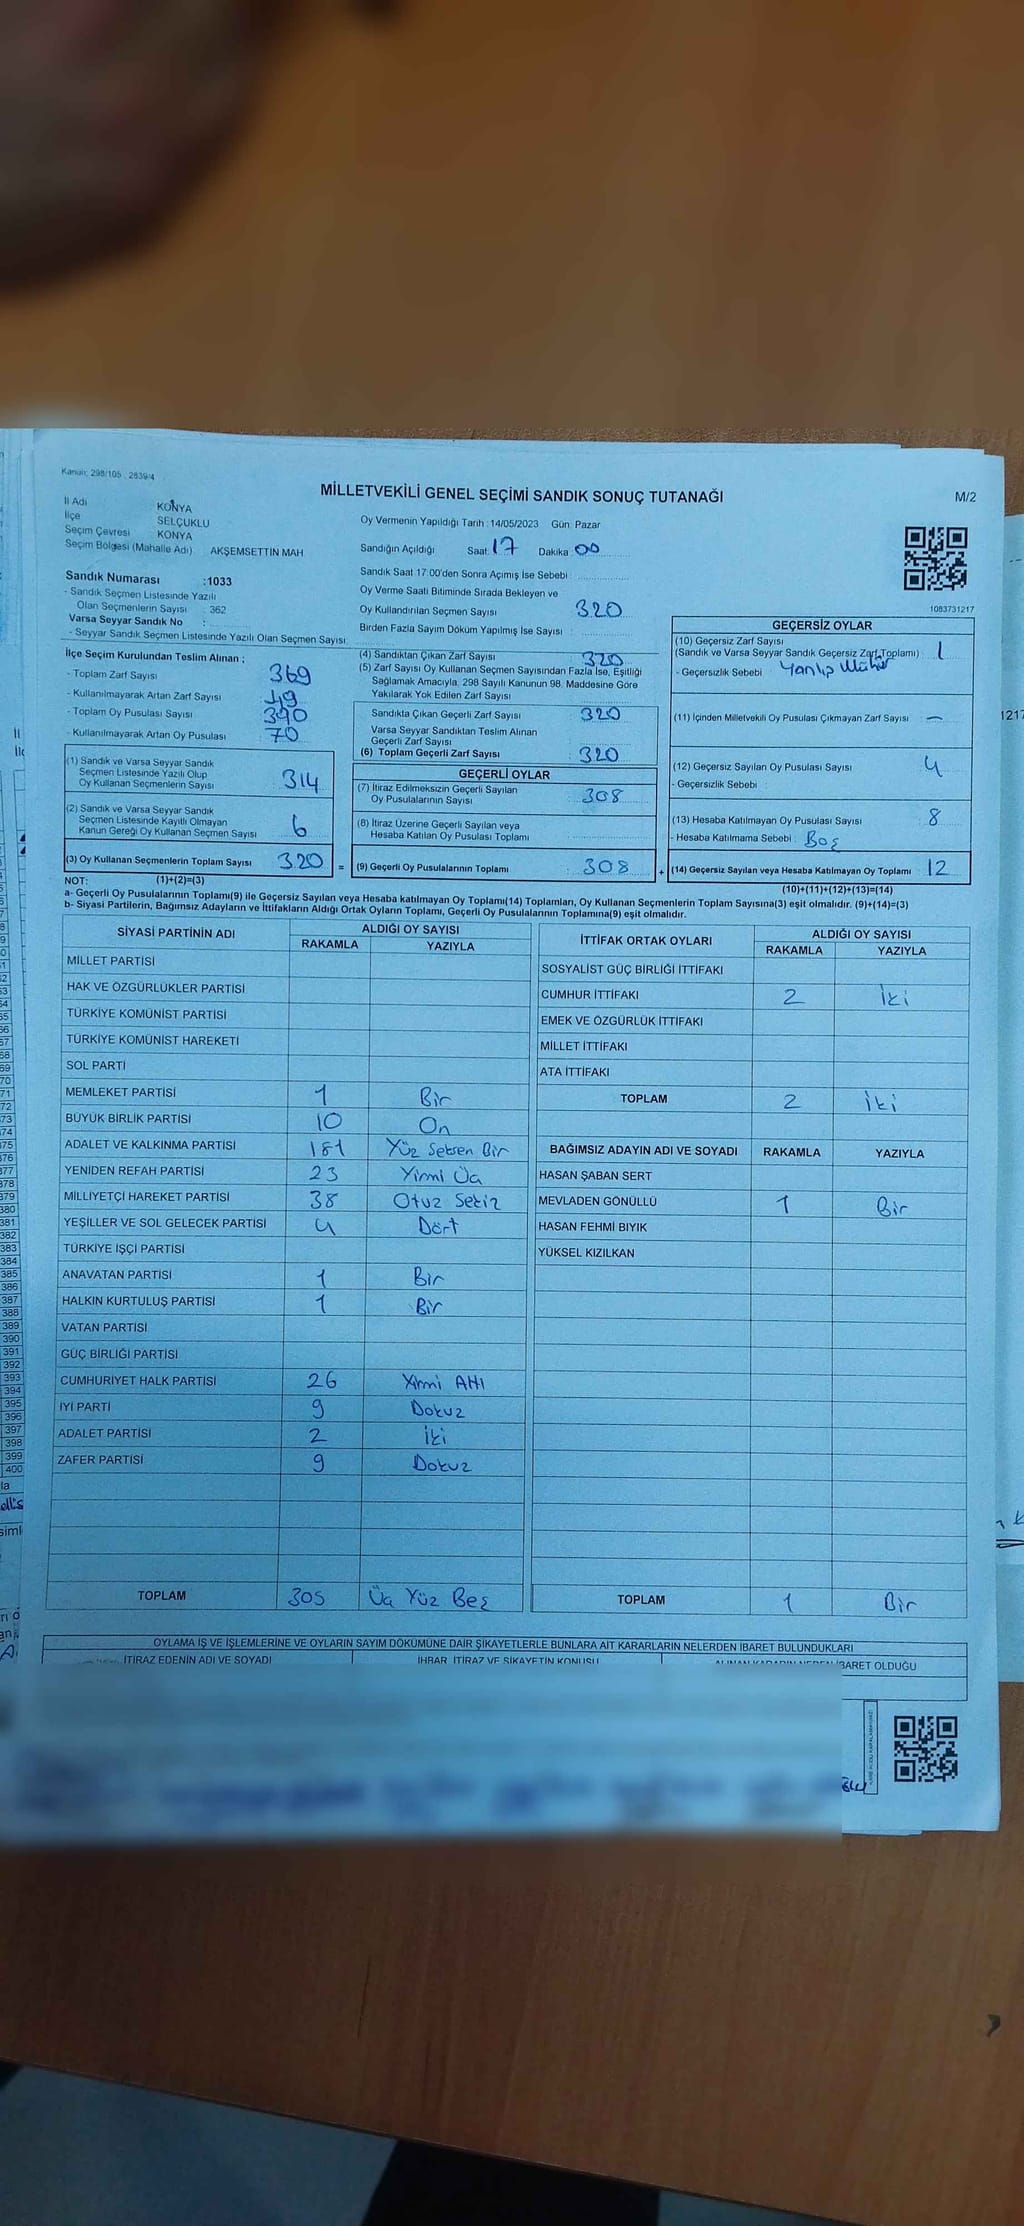 Kanun: 298/105 , 2839/4
MİLLETVEKİLİ GENEL SEÇİMİ SANDIK SONUÇ TUTANAĞI
M/2
İl Adı KONYA
İlçe SELÇUKLU
Seçim Çevresi KONYA
Seçim Bölgesi (Mahalle Adı) AKŞEMSETTİN MAH
Sandık Numarası :1033
- Sandık Seçmen Listesinde Yazılı
Olan Seçmenlerin Sayısı : 362
Varsa Seyyar Sandık No :
- Seyyar Sandık Seçmen Listesinde Yazılı Olan Seçmen Sayısı:
İlçe Seçim Kurulundan Teslim Alınan ;
- Toplam Zarf Sayısı 369
- Kullanılmayarak Artan Zarf Sayısı 49
- Toplam Oy Pusulası Sayısı 390
- Kullanılmayarak Artan Oy Pusulası 70
(1) Sandık ve Varsa Seyyar Sandık
Seçmen Listesinde Yazılı Olup
Oy Kullanan Seçmenlerin Sayısı 314
(2) Sandık ve Varsa Seyyar Sandık
Seçmen Listesinde Kayıtlı Olmayan
Kanun Gereği Oy Kullanan Seçmen Sayısı 6
(3) Oy Kullanan Seçmenlerin Toplam Sayısı 320 =
Oy Vermenin Yapıldığı Tarih : 14/05/2023 Gün: Pazar
Sandığın Açıldığı Saat: 17 Dakika : 00
Sandık Saat 17:00'den Sonra Açımış İse Sebebi :
Oy Verme Saati Bitiminde Sırada Bekleyen ve
Oy Kullandırılan Seçmen Sayısı 320
Birden Fazla Sayım Döküm Yapılmış İse Sayısı :
(4) Sandıktan Çıkan Zarf Sayısı 320
(5) Zarf Sayısı Oy Kullanan Seçmen Sayısından Fazla İse, Eşitliği
Sağlamak Amacıyla, 298 Sayılı Kanunun 98. Maddesine Göre
Yakılarak Yok Edilen Zarf Sayısı
Sandıkta Çıkan Geçerli Zarf Sayısı 320
Varsa Seyyar Sandıktan Teslim Alınan
Geçerli Zarf Sayısı
(6) Toplam Geçerli Zarf Sayısı 320
GEÇERLİ OYLAR
(7) İtiraz Edilmeksizin Geçerli Sayılan
Oy Pusulalarının Sayısı 308
(8) İtiraz Üzerine Geçerli Sayılan veya
Hesaba Katılan Oy Pusulası Toplamı
(9) Geçerli Oy Pusulalarının Toplamı 308 +
1083731217
GEÇERSİZ OYLAR
(10) Geçersiz Zarf Sayısı
(Sandık ve Varsa Seyyar Sandık Geçersiz Zarf Toplamı) 1
- Geçersizlik Sebebi : Yanlış Mühür
(11) İçinden Milletvekili Oy Pusulası Çıkmayan Zarf Sayısı –
(12) Geçersiz Sayılan Oy Pusulası Sayısı 4
- Geçersizlik Sebebi :
(13) Hesaba Katılmayan Oy Pusulası Sayısı 8
- Hesaba Katılmama Sebebi : Boş
(14) Geçersiz Sayılan veya Hesaba Katılmayan Oy Toplamı 12
NOT: (1)+(2)=(3)
(10)+(11)+(12)+(13)=(14)
a- Geçerli Oy Pusulalarının Toplamı(9) ile Geçersiz Sayılan veya Hesaba katılmayan Oy Toplamı(14) Toplamları, Oy Kullanan Seçmenlerin Toplam Sayısına(3) eşit olmalıdır. (9)+(14)=(3)
b- Siyasi Partilerin, Bağımsız Adayların ve İttifakların Aldığı Ortak Oyların Toplamı, Geçerli Oy Pusulalarının Toplamına(9) eşit olmalıdır.
SİYASİ PARTİNİN ADI ALDIĞI OY SAYISI
RAKAMLA YAZIYLA
MİLLET PARTİSİ
HAK VE ÖZGÜRLÜKLER PARTİSİ
TÜRKİYE KOMÜNİST PARTİSİ
TÜRKİYE KOMÜNİST HAREKETİ
SOL PARTİ
MEMLEKET PARTİSİ 1 Bir
BÜYÜK BİRLİK PARTİSİ 10 On
ADALET VE KALKINMA PARTİSİ 181 Yüz Seksen Bir
YENİDEN REFAH PARTİSİ 23 Yirmi Üç
MİLLİYETÇİ HAREKET PARTİSİ 38 Otuz Sekiz
YEŞİLLER VE SOL GELECEK PARTİSİ 4 Dört
TÜRKİYE İŞÇİ PARTİSİ
ANAVATAN PARTİSİ 1 Bir
HALKIN KURTULUŞ PARTİSİ 1 Bir
VATAN PARTİSİ
GÜÇ BİRLİĞİ PARTİSİ
CUMHURİYET HALK PARTİSİ 26 Yirmi Altı
İYİ PARTİ 9 Dokuz
ADALET PARTİSİ 2 İki
ZAFER PARTİSİ 9 Dokuz
TOPLAM 305 Üç Yüz Beş
İTTİFAK ORTAK OYLARI ALDIĞI OY SAYISI
RAKAMLA YAZIYLA
SOSYALİST GÜÇ BİRLİĞİ İTTİFAKI
CUMHUR İTTİFAKI 2 İki
EMEK VE ÖZGÜRLÜK İTTİFAKI
MİLLET İTTİFAKI
ATA İTTİFAKI
TOPLAM 2 İki
BAĞIMSIZ ADAYIN ADI VE SOYADI RAKAMLA YAZIYLA
HASAN ŞABAN SERT
MEVLADEN GÖNÜLLÜ 1 Bir
HASAN FEHMİ BIYIK
YÜKSEL KIZILKAN
TOPLAM 1 Bir
OYLAMA İŞ VE İŞLEMLERİNE VE OYLARIN SAYIM DÖKÜMÜNE DAİR ŞİKAYETLERLE BUNLARA AİT KARARLARIN NELERDEN İBARET BULUNDUKLARI
İTİRAZ EDENİN ADI VE SOYADI İHBAR, İTİRAZ VE ŞİKAYETİN KONUSU ALINAN KARARIN NEDEN İBARET OLDUĞU